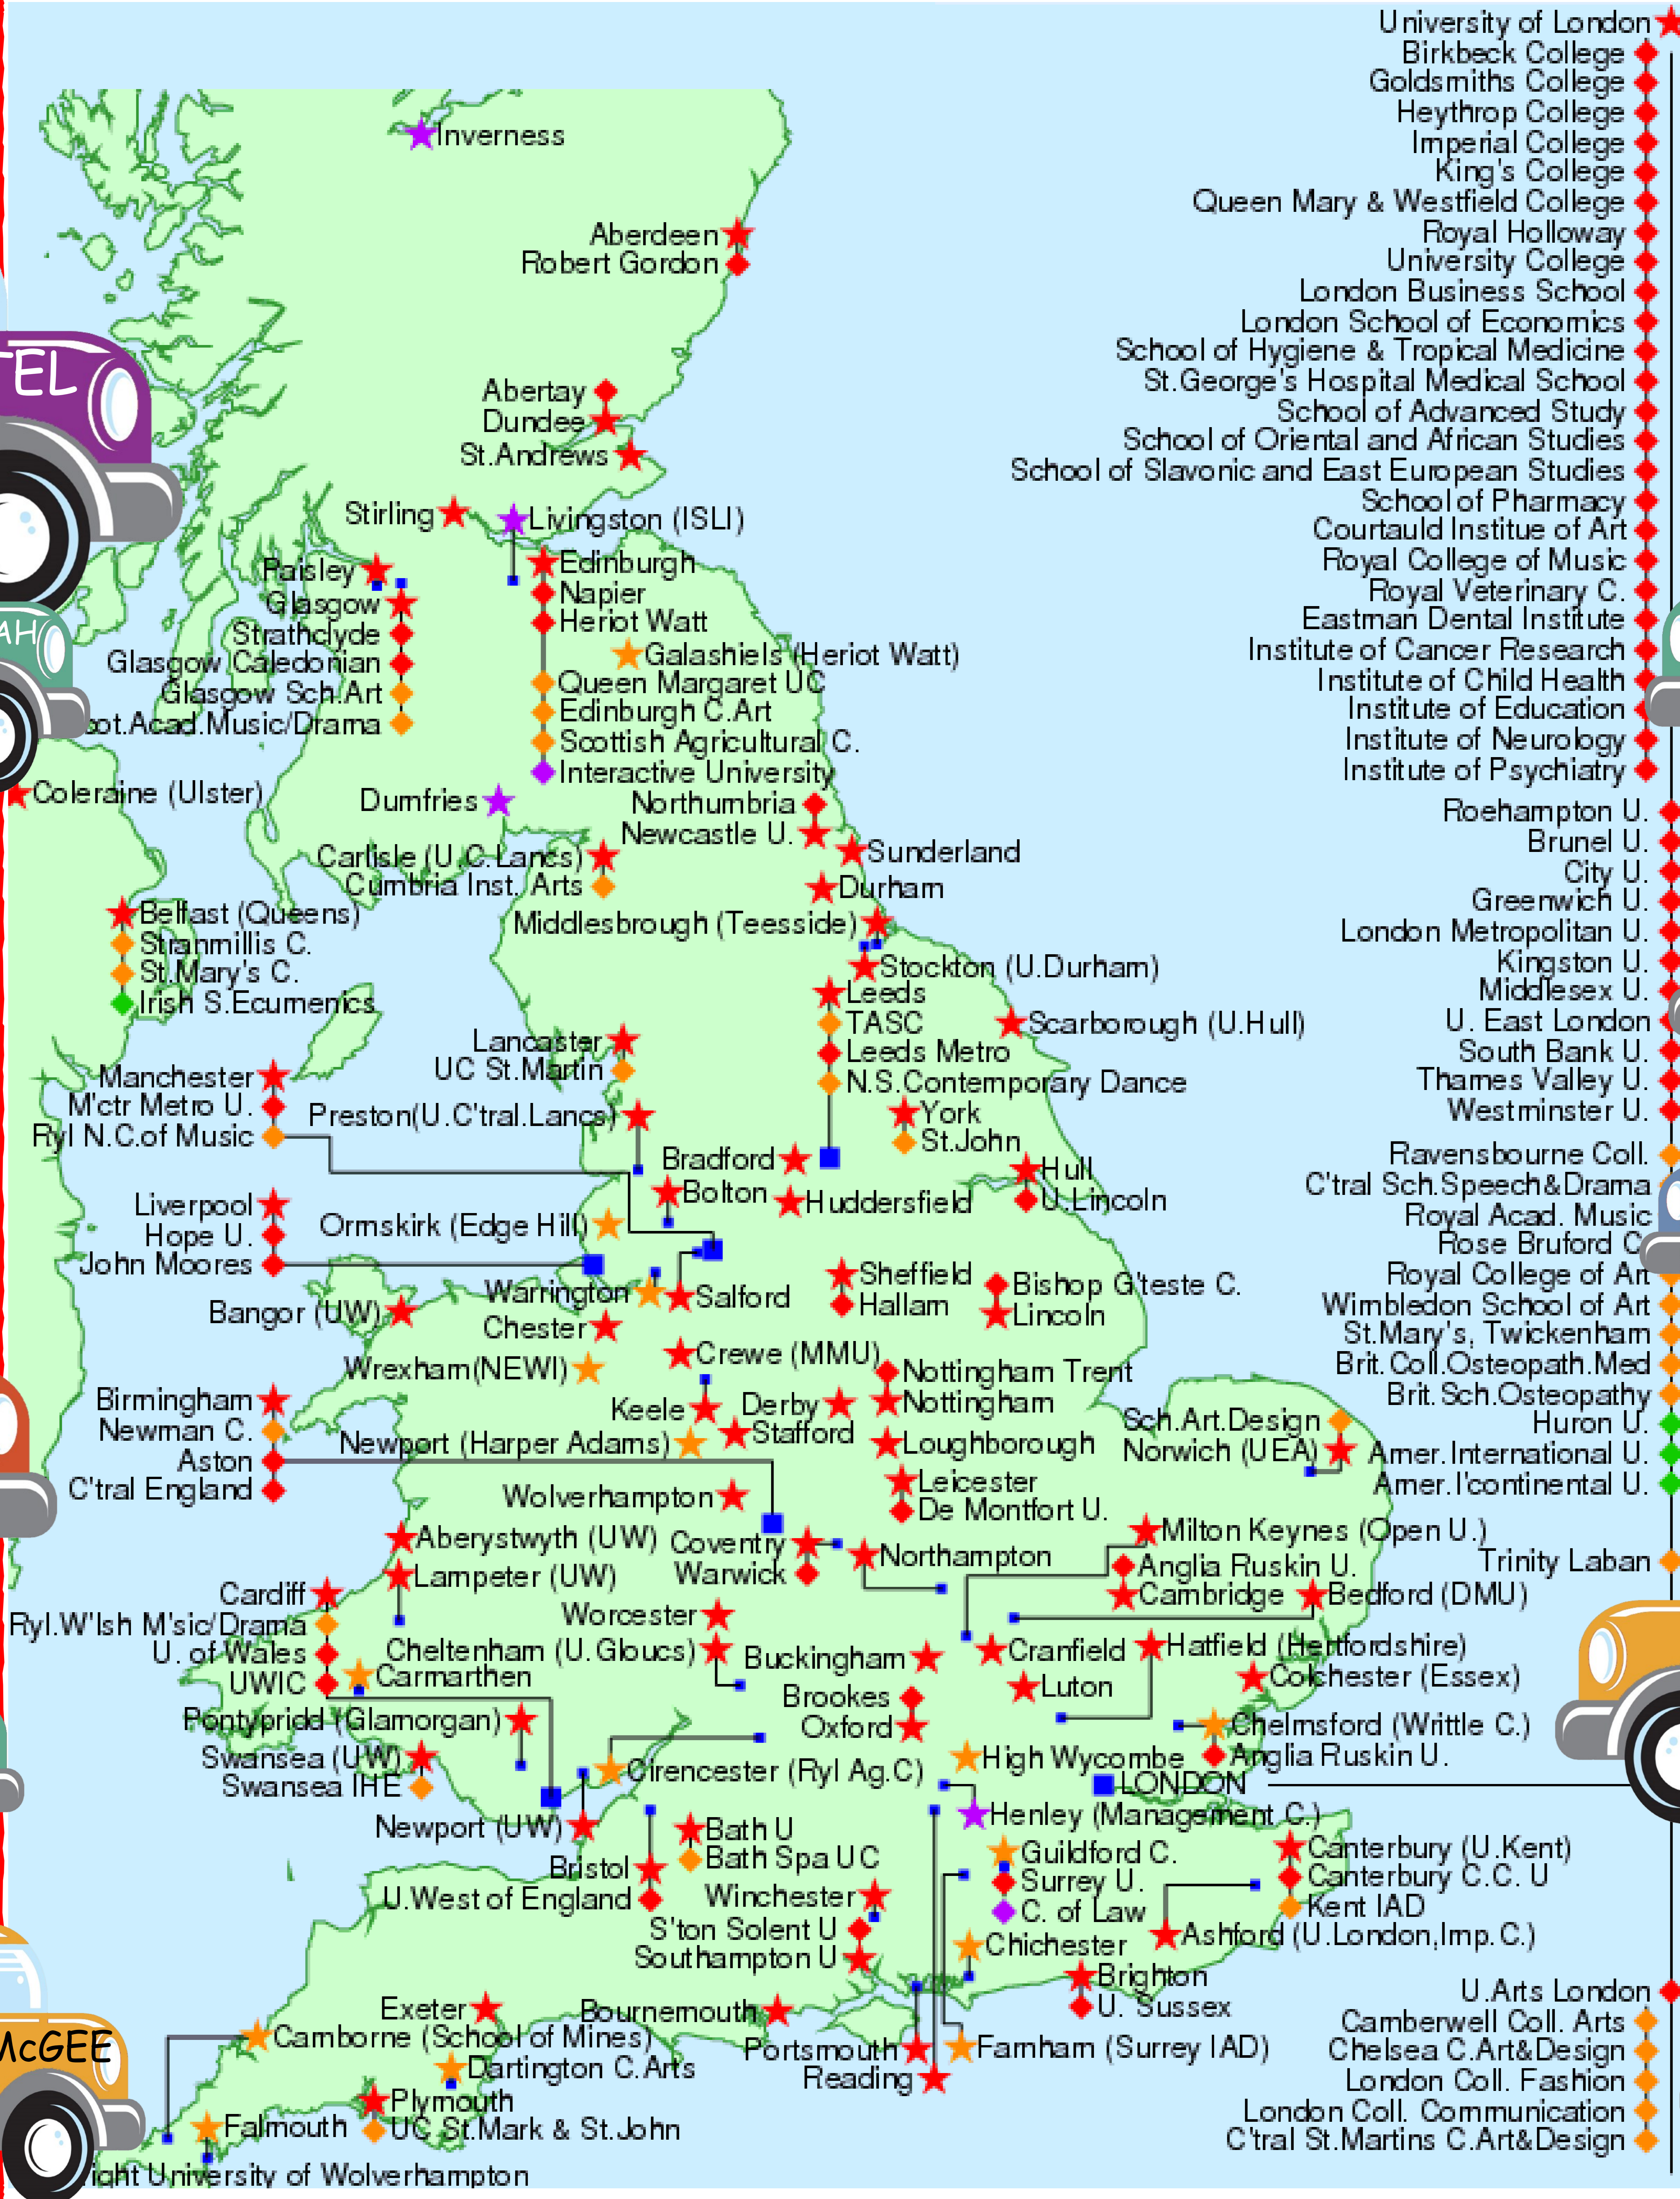 University of London
Birkbeck College
Goldsmiths College
Heythrop College
Imperial College
King's College
Queen Mary & Westfield College
Royal Holloway
University College
London Business School
London School of Economics
School of Hygiene & Tropical Medicine
St.George's Hospital Medical School
School of Advanced Study
School of Oriental and African Studies
School of Slavonic and East European Studies
School of Pharmacy
Courtauld Institue of Art
Royal College of Music
Royal Veterinary C.
Eastman Dental Institute
Institute of Cancer Research
Institute of Child Health
Institute of Education
Institute of Neurology
Institute of Psychiatry
Roehampton U.
Brunel U.
City U.
Greenwich U.
London Metropolitan U.
Kingston U.
Middlesex U.
U. East London
South Bank U.
Thames Valley U.
Westminster U.
Ravensbourne Coll.
C'tral Sch.Speech&Drama
Royal Acad. Music
Rose Bruford C
Royal College of Art
Wimbledon School of Art
St.Mary's, Twickenham
Brit.Coll.Osteopath.Med
Brit.Sch.Osteopathy
Huron U.
Amer.International U.
Amer.I'continental U.
Trinity Laban
U.Arts London
Camberwell Coll. Arts
Chelsea C.Art&Design
London Coll. Fashion
London Coll. Communication
C'tral St.Martins C.Art&Design
Inverness
Aberdeen
Robert Gordon
TEL
Abertay
Dundee
St.Andrews
Stirling
Livingston (ISLI)
Paisley
Glasgow
Strathclyde
Glasgow Caledonian
Glasgow Sch.Art
cot.Acad.Music/Drama
AH
Edinburgh
Napier
Heriot Watt
Galashiels (Heriot Watt)
Queen Margaret UC
Edinburgh C.Art
Scottish Agricultural C.
Interactive University
Coleraine (Ulster)
Dumfries
Northumbria
Newcastle U.
Carlisle (U.C.Lancs)
Cumbria Inst. Arts
Sunderland
Durham
Belfast (Queens)
Stranmillis C.
St.Mary's C.
Irish S.Ecumenics
Middlesbrough (Teesside)
Stockton (U.Durham)
Leeds
TASC
Leeds Metro
N.S.Contemporary Dance
Scarborough (U.Hull)
Lancaster
UC St.Martin
Manchester
M'ctr Metro U.
Ryl N.C.of Music
Preston(U.C'tral.Lancs)
York
St.John
Bradford
Hull
U.Lincoln
Bolton
Huddersfield
Liverpool
Hope U.
John Moores
Ormskirk (Edge Hill)
Warrington
Salford
Sheffield
Hallam
Bishop G'teste C.
Lincoln
Bangor (UW)
Chester
Crewe (MMU)
Wrexham(NEWI)
Nottingham Trent
Nottingham
Birmingham
Newman C.
Aston
C'tral England
Keele
Derby
Stafford
Newport (Harper Adams)
Loughborough
Sch.Art.Design
Norwich (UEA)
Leicester
De Montfort U.
Wolverhampton
Aberystwyth (UW)
Coventry
Warwick
Northampton
Milton Keynes (Open U.)
Anglia Ruskin U.
Cambridge
Bedford (DMU)
Lampeter (UW)
Cardiff
Ryl.W'lsh M'sic/Drama
U. of Wales
UWIC
Worcester
Cheltenham (U.Gloucs)
Carmarthen
Buckingham
Cranfield
Hatfield (Hertfordshire)
Luton
Colchester (Essex)
Brookes
Oxford
Pontypridd (Glamorgan)
Swansea (UW)
Swansea IHE
Chelmsford (Writtle C.)
Anglia Ruskin U.
Cirencester (Ryl Ag.C)
High Wycombe
LONDON
Henley (Management C.)
Newport (UW)
Bath U
Bath Spa UC
Bristol
U.West of England
Guildford C.
Surrey U.
C. of Law
Canterbury (U.Kent)
Canterbury C.C. U
Kent IAD
Winchester
S'ton Solent U
Southampton U
Chichester
Ashford (U.London,Imp.C.)
Brighton
U. Sussex
Exeter
Bournemouth
Camborne (School of Mines)
Portsmouth
Reading
Farnham (Surrey IAD)
Dartington C.Arts
McGEE
Plymouth
UC St.Mark & St.John
Falmouth
right University of Wolverhampton